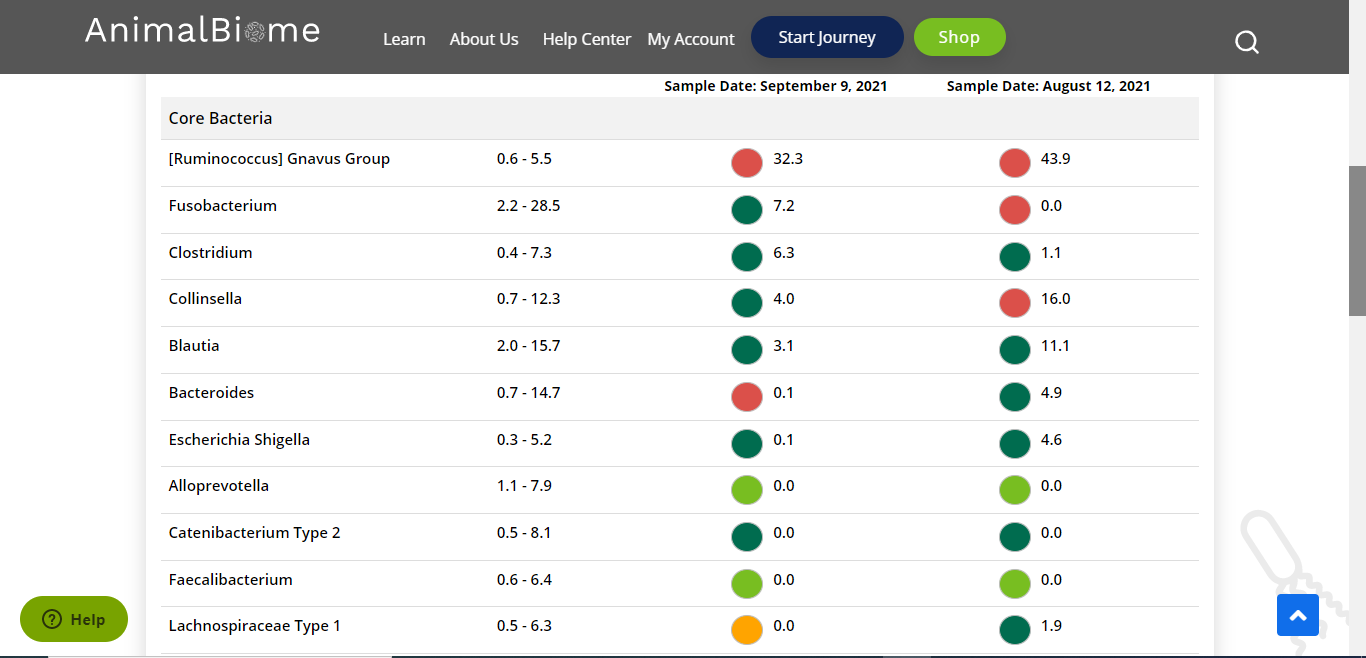 AnimalBiome
Learn About Us Help Center My Account Start Journey Shop
Sample Date: September 9, 2021 Sample Date: August 12, 2021
Core Bacteria
[Ruminococcus] Gnavus Group 0.6 - 5.5 32.3 43.9
Fusobacterium 2.2 - 28.5 7.2 0.0
Clostridium 0.4 - 7.3 6.3 1.1
Collinsella 0.7 - 12.3 4.0 16.0
Blautia 2.0 - 15.7 3.1 11.1
Bacteroides 0.7 - 14.7 0.1 4.9
Escherichia Shigella 0.3 - 5.2 0.1 4.6
Alloprevotella 1.1 - 7.9 0.0 0.0
Catenibacterium Type 2 0.5 - 8.1 0.0 0.0
Faecalibacterium 0.6 - 6.4 0.0 0.0
Lachnospiraceae Type 1 0.5 - 6.3 0.0 1.9
? Help